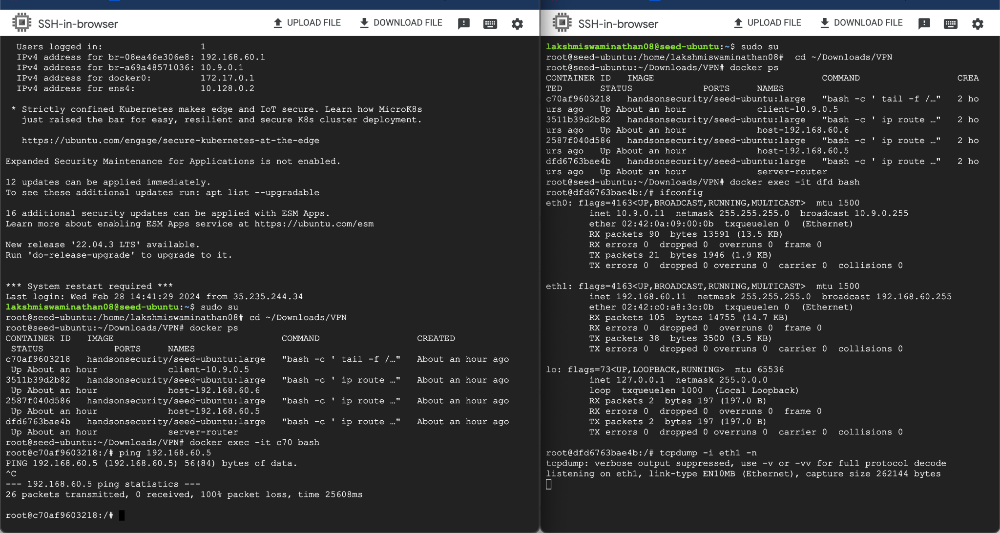 SSH-in-browser UPLOAD FILE DOWNLOAD FILE
  Users logged in:                  1
  IPv4 address for br-08ea46e306e8: 192.168.60.1
  IPv4 address for br-a69a48571036: 10.9.0.1
  IPv4 address for docker0:         172.17.0.1
  IPv4 address for ens4:            10.128.0.2
 * Strictly confined Kubernetes makes edge and IoT secure. Learn how MicroK8s
   just raised the bar for easy, resilient and secure K8s cluster deployment.
   https://ubuntu.com/engage/secure-kubernetes-at-the-edge
Expanded Security Maintenance for Applications is not enabled.
12 updates can be applied immediately.
To see these additional updates run: apt list --upgradable
16 additional security updates can be applied with ESM Apps.
Learn more about enabling ESM Apps service at https://ubuntu.com/esm
New release '22.04.3 LTS' available.
Run 'do-release-upgrade' to upgrade to it.
*** System restart required ***
Last login: Wed Feb 28 14:41:29 2024 from 35.235.244.34
lakshmiswaminathan08@seed-ubuntu:~$ sudo su
root@seed-ubuntu:/home/lakshmiswaminathan08# cd ~/Downloads/VPN
root@seed-ubuntu:~/Downloads/VPN# docker ps
CONTAINER ID   IMAGE                               COMMAND                  CREATED
 STATUS             PORTS     NAMES
c70af9603218   handsonsecurity/seed-ubuntu:large   "bash -c ' tail -f /…"   About an hour ago
 Up About an hour             client-10.9.0.5
3511b39d2b82   handsonsecurity/seed-ubuntu:large   "bash -c ' ip route …"   About an hour ago
 Up About an hour             host-192.168.60.6
2587f040d586   handsonsecurity/seed-ubuntu:large   "bash -c ' ip route …"   About an hour ago
 Up About an hour             host-192.168.60.5
dfd6763bae4b   handsonsecurity/seed-ubuntu:large   "bash -c ' ip route …"   About an hour ago
 Up About an hour             server-router
root@seed-ubuntu:~/Downloads/VPN# docker exec -it c70 bash
root@c70af9603218:/# ping 192.168.60.5
PING 192.168.60.5 (192.168.60.5) 56(84) bytes of data.
^C
--- 192.168.60.5 ping statistics ---
26 packets transmitted, 0 received, 100% packet loss, time 25608ms
root@c70af9603218:/#
SSH-in-browser UPLOAD FILE DOWNLOAD FILE
lakshmiswaminathan08@seed-ubuntu:~$ sudo su
root@seed-ubuntu:/home/lakshmiswaminathan08#  cd ~/Downloads/VPN
root@seed-ubuntu:~/Downloads/VPN# docker ps
CONTAINER ID   IMAGE                               COMMAND                  CREA
TED       STATUS             PORTS     NAMES
c70af9603218   handsonsecurity/seed-ubuntu:large   "bash -c ' tail -f /…"   2 ho
urs ago   Up About an hour             client-10.9.0.5
3511b39d2b82   handsonsecurity/seed-ubuntu:large   "bash -c ' ip route …"   2 ho
urs ago   Up About an hour             host-192.168.60.6
2587f040d586   handsonsecurity/seed-ubuntu:large   "bash -c ' ip route …"   2 ho
urs ago   Up About an hour             host-192.168.60.5
dfd6763bae4b   handsonsecurity/seed-ubuntu:large   "bash -c ' ip route …"   2 ho
urs ago   Up About an hour             server-router
root@seed-ubuntu:~/Downloads/VPN# docker exec -it dfd bash
root@dfd6763bae4b:/# ifconfig
eth0: flags=4163<UP,BROADCAST,RUNNING,MULTICAST>  mtu 1500
        inet 10.9.0.11  netmask 255.255.255.0  broadcast 10.9.0.255
        ether 02:42:0a:09:00:0b  txqueuelen 0  (Ethernet)
        RX packets 90  bytes 13591 (13.5 KB)
        RX errors 0  dropped 0  overruns 0  frame 0
        TX packets 21  bytes 1946 (1.9 KB)
        TX errors 0  dropped 0 overruns 0  carrier 0  collisions 0
eth1: flags=4163<UP,BROADCAST,RUNNING,MULTICAST>  mtu 1500
        inet 192.168.60.11  netmask 255.255.255.0  broadcast 192.168.60.255
        ether 02:42:c0:a8:3c:0b  txqueuelen 0  (Ethernet)
        RX packets 105  bytes 14755 (14.7 KB)
        RX errors 0  dropped 0  overruns 0  frame 0
        TX packets 38  bytes 3500 (3.5 KB)
        TX errors 0  dropped 0 overruns 0  carrier 0  collisions 0
lo: flags=73<UP,LOOPBACK,RUNNING>  mtu 65536
        inet 127.0.0.1  netmask 255.0.0.0
        loop  txqueuelen 1000  (Local Loopback)
        RX packets 2  bytes 197 (197.0 B)
        RX errors 0  dropped 0  overruns 0  frame 0
        TX packets 2  bytes 197 (197.0 B)
        TX errors 0  dropped 0 overruns 0  carrier 0  collisions 0
root@dfd6763bae4b:/# tcpdump -i eth1 -n
tcpdump: verbose output suppressed, use -v or -vv for full protocol decode
listening on eth1, link-type EN10MB (Ethernet), capture size 262144 bytes